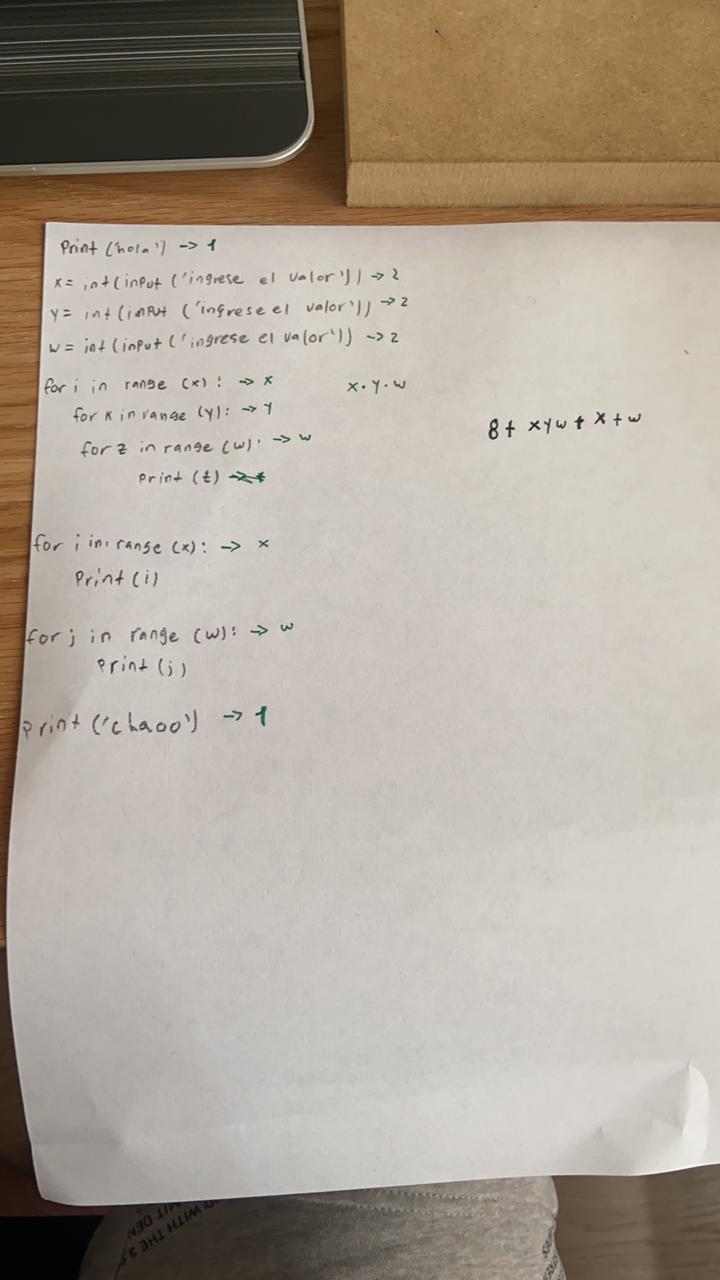 Print ('hola') -> 1
x = int(input ('ingrese el valor')) -> 2
y = int(input ('ingrese el valor')) -> 2
w = int(input ('ingrese el valor')) -> 2
for i in range (x): -> x x.y.w
for k in range (y): -> y
for z in range (w): -> w
8+ xyw + x + w
print (z)
for i in range (x): -> x
Print (i)
for j in range (w): -> w
Print (j)
print ('chaoo') -> 1
WITH THE